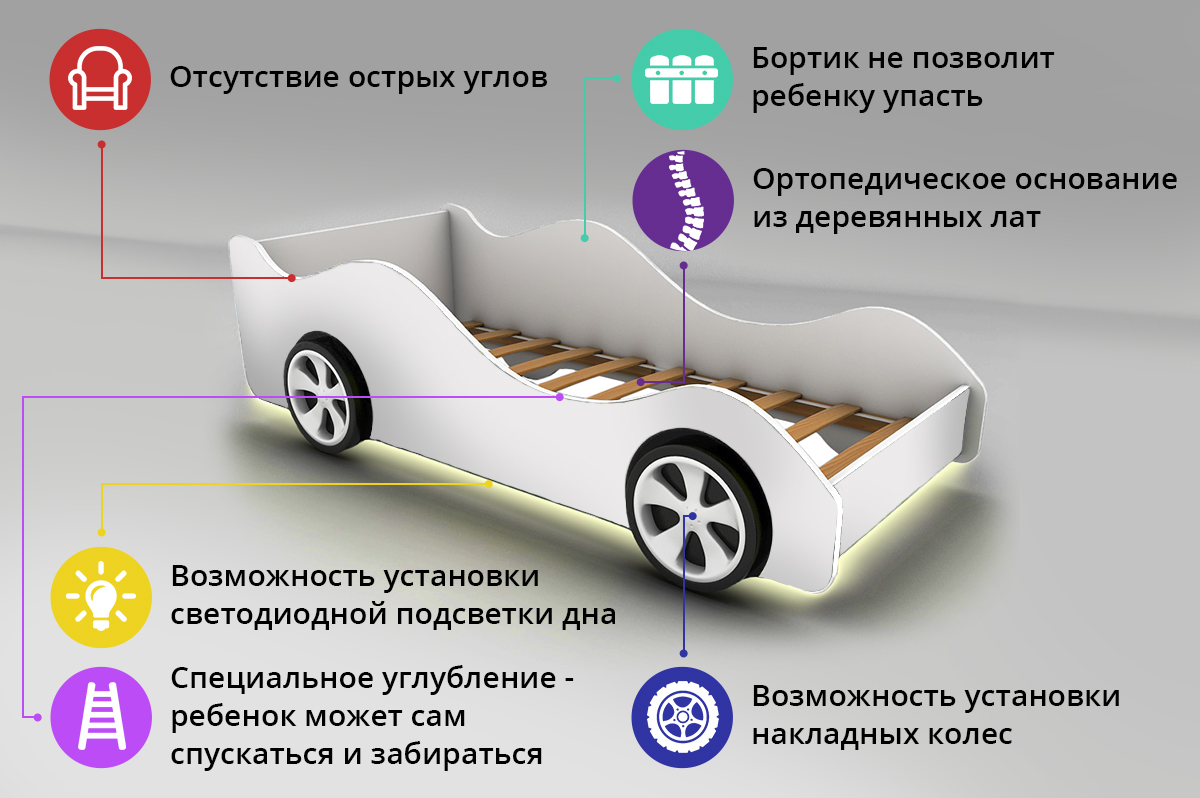 Отсутствие острых углов
Бортик не позволит
ребенку упасть
Ортопедическое основание
из деревянных лат
Возможность установки
светодиодной подсветки дна
Специальное углубление -
ребенок может сам
спускаться и забираться
Возможность установки
накладных колес